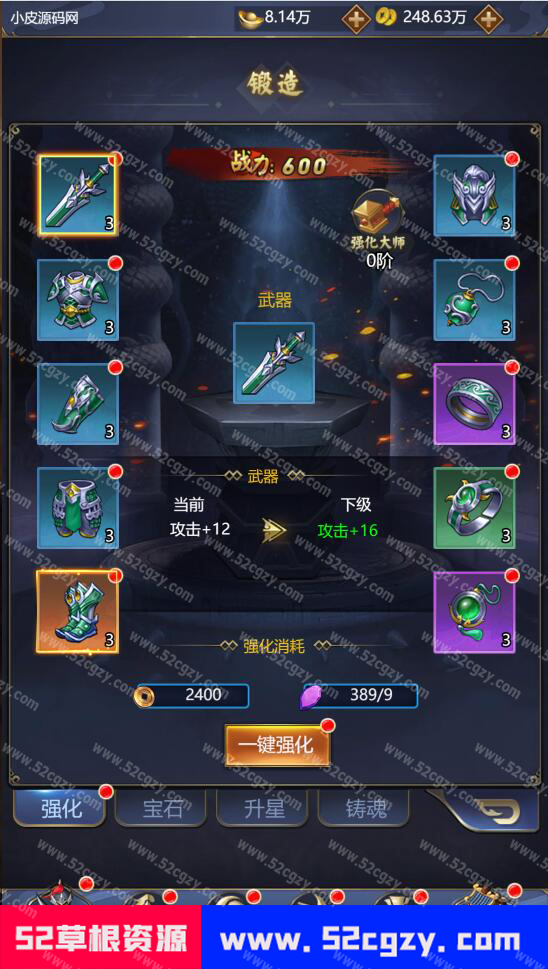 小皮源码网
8.14万
248.63万
锻造
战力: 600
3
3
强化大师
0阶
3
3
武器
3
3
武器
当前
下级
攻击+12
攻击+16
3
3
3
3
强化消耗
2400
389/9
一键强化
强化
宝石
升星
铸魂
52草根资源
www.52cgzy.com